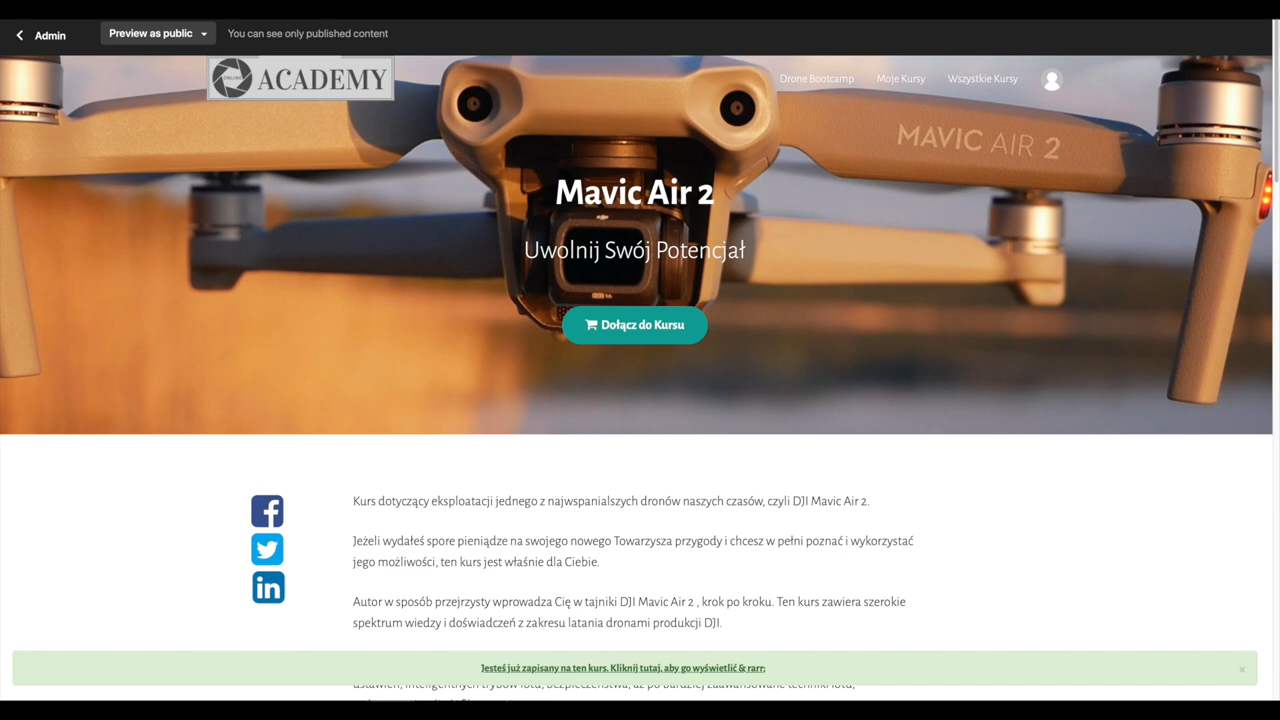 Admin
Preview as public
You can see only published content
ONLINE
ACADEMY
Drone Bootcamp
Moje Kursy
Wszystkie Kursy
MAVIC AIR 2
Mavic Air 2
Uwolnij Swój Potencjał
Dołącz do Kursu
Kurs dotyczący eksploatacji jednego z najwspanialszych dronów naszych czasów, czyli DJI Mavic Air 2.
Jeżeli wydałeś spore pieniądze na swojego nowego Towarzysza przygody i chcesz w pełni poznać i wykorzystać
jego możliwości, ten kurs jest właśnie dla Ciebie.
Autor w sposób przejrzysty wprowadza Cię w tajniki DJI Mavic Air 2 , krok po kroku. Ten kurs zawiera szerokie
spektrum wiedzy i doświadczeń z zakresu latania dronami produkcji DJI.
Jesteś już zapisany na ten kurs. Kliknij tutaj, aby go wyświetlić & rarr;
ustawień, inteligentnych trybów lotu, bezpieczeństwa, aż po bardziej zaawansowane techniki lotu,